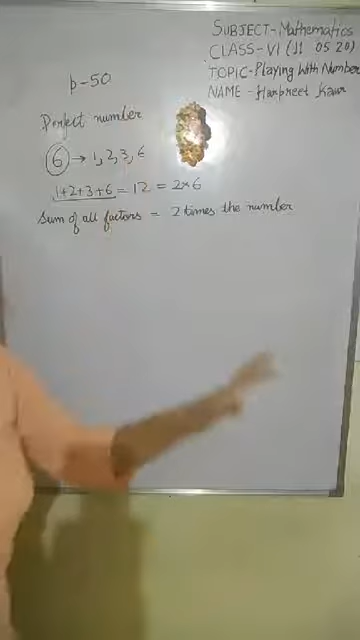 SUBJECT - Mathematics
CLASS - VI (11 05 20)
TOPIC - Playing With Number
NAME - Harpreet Kaur
p-50
Perfect number
6 → 1, 2, 3, 6
1+2+3+6 = 12 = 2×6
Sum of all factors = 2 times the number